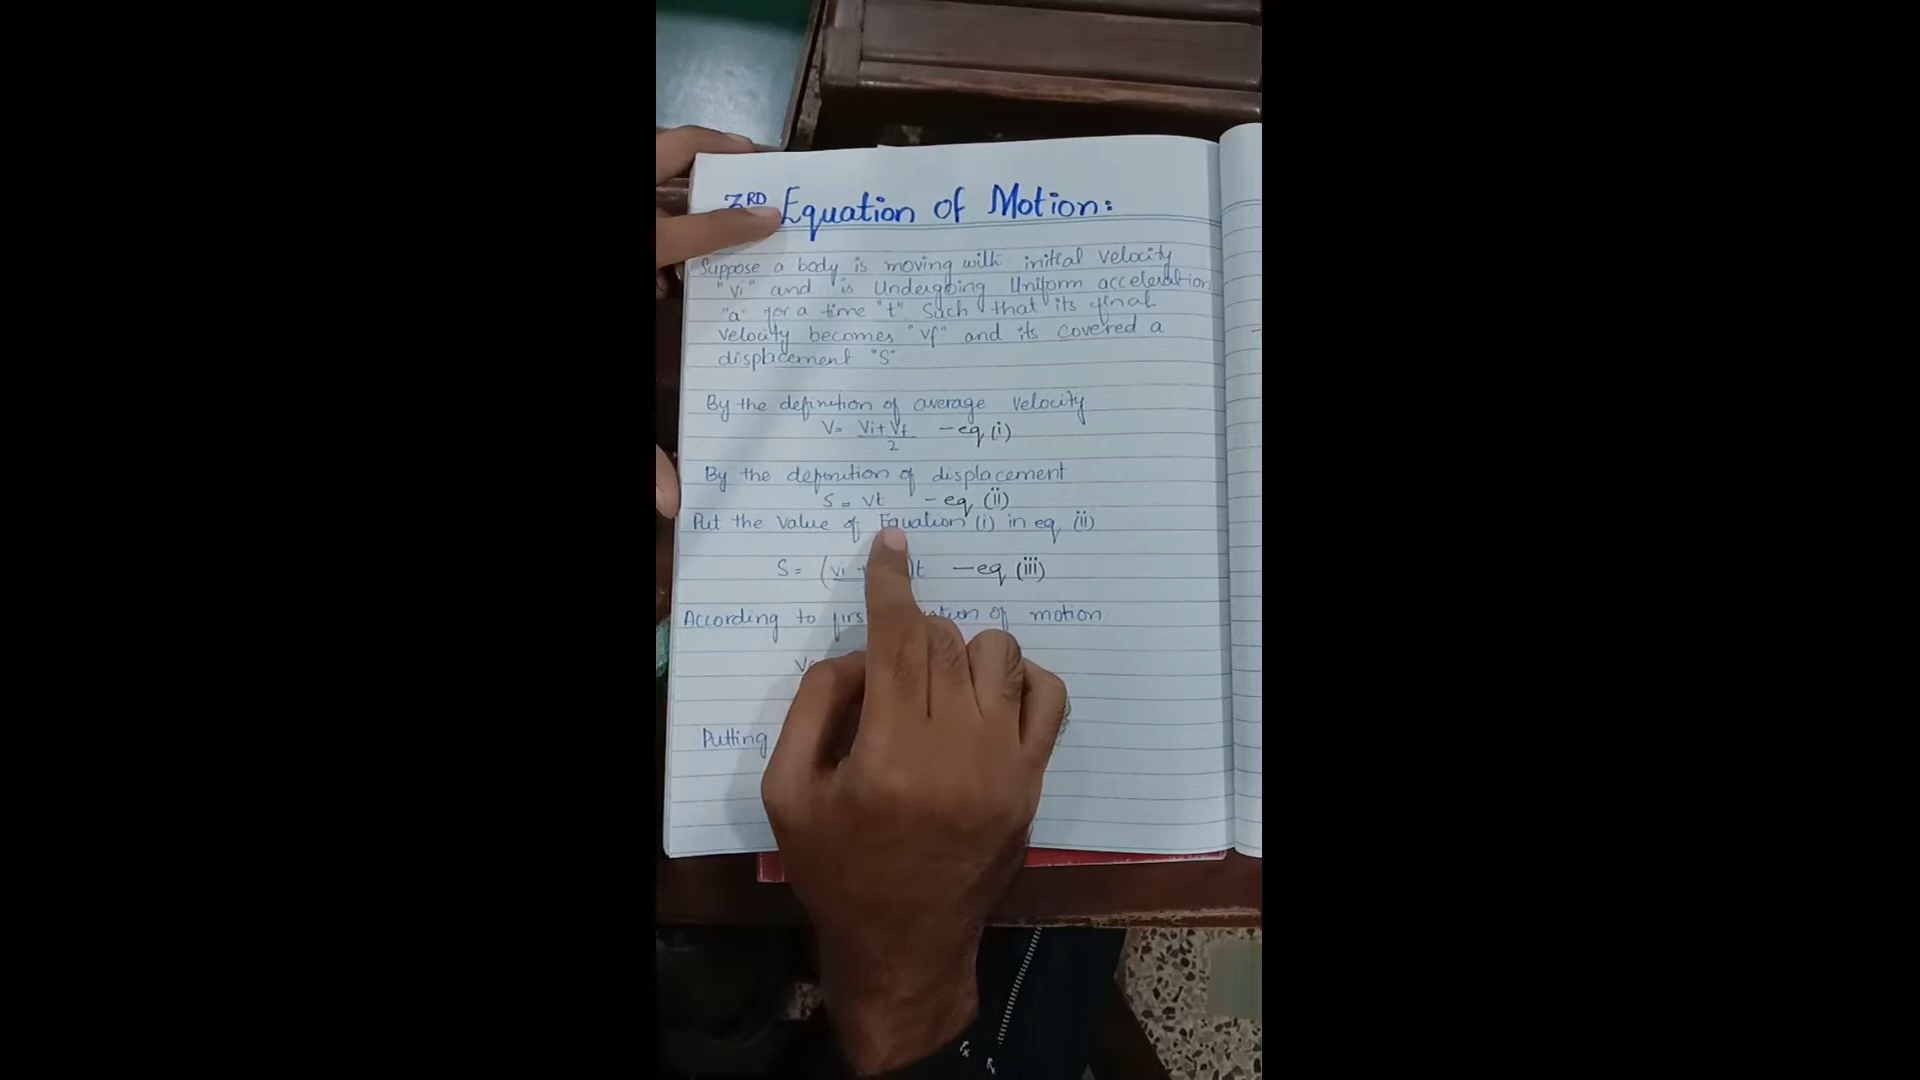 3RD Equation of Motion:
Suppose a body is moving with initial velocity
"vi" and is Undergoing Uniform acceleration
"a" for a time "t" Such that its final
velocity becomes "vf" and its covered a
displacement "S"
By the definition of average velocity
V= Vi+Vf
2
-eq (i)
By the definition of displacement
S = Vt -eq (ii)
Put the value of Equation (i) in eq (ii)
S= (vi + )t -eq (iii)
According to of motion
Putting